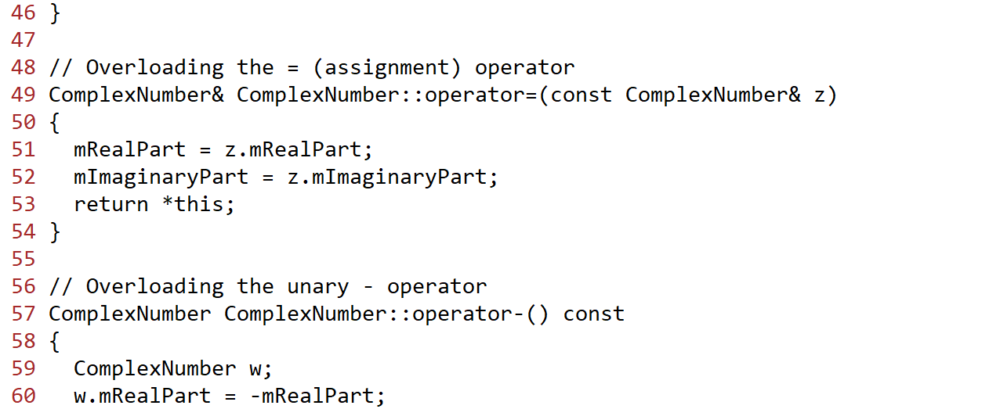 46 }
47
48 // Overloading the = (assignment) operator
49 ComplexNumber& ComplexNumber::operator=(const ComplexNumber& z)
50 {
51   mRealPart = z.mRealPart;
52   mImaginaryPart = z.mImaginaryPart;
53   return *this;
54 }
55
56 // Overloading the unary - operator
57 ComplexNumber ComplexNumber::operator-() const
58 {
59   ComplexNumber w;
60   w.mRealPart = -mRealPart;